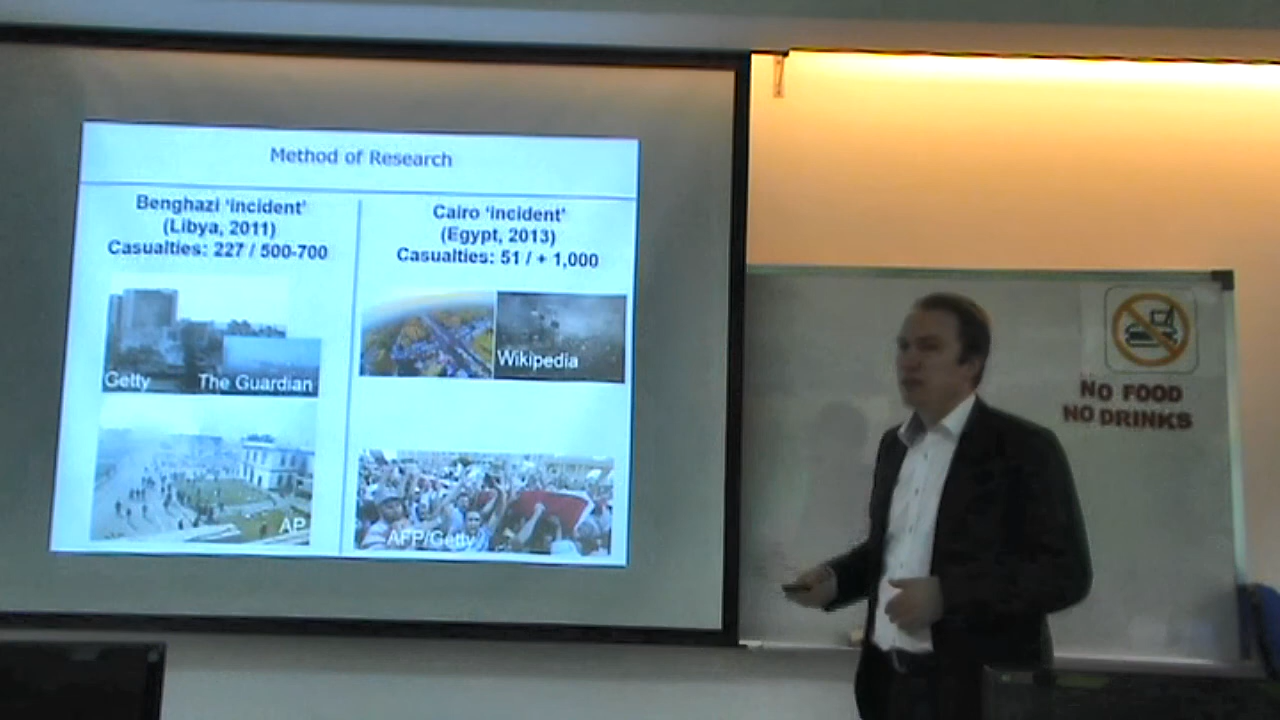 Method of Research
Benghazi ‘incident’
(Libya, 2011)
Casualties: 227 / 500-700
Cairo ‘incident’
(Egypt, 2013)
Casualties: 51 / + 1,000
Getty
The Guardian
Wikipedia
AP
AFP/Getty
NO FOOD
NO DRINKS